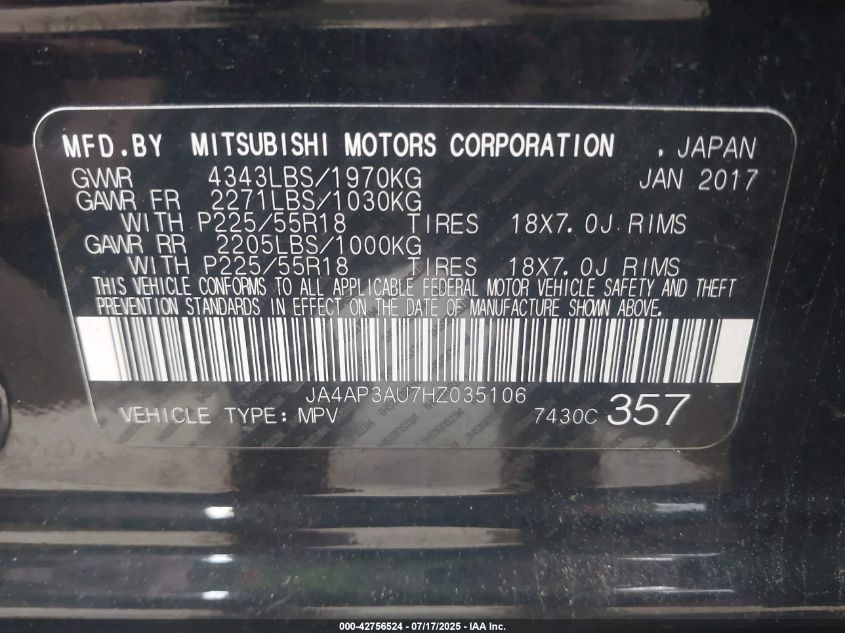 MFD.BY MITSUBISHI MOTORS CORPORATION . JAPAN
GVWR 4343LBS/1970KG JAN 2017
GAWR FR 2271LBS/1030KG
WITH P225/55R18 TIRES 18X7.0J RIMS
GAWR RR 2205LBS/1000KG
WITH P225/55R18 TIRES 18X7.0J RIMS
THIS VEHICLE CONFORMS TO ALL APPLICABLE FEDERAL MOTOR VEHICLE SAFETY AND THEFT
PREVENTION STANDARDS IN EFFECT ON THE DATE OF MANUFACTURE SHOWN ABOVE.
JA4AP3AU7HZ035106
VEHICLE TYPE: MPV 7430C 357
000-42756524 - 07/17/2025 - IAA Inc.